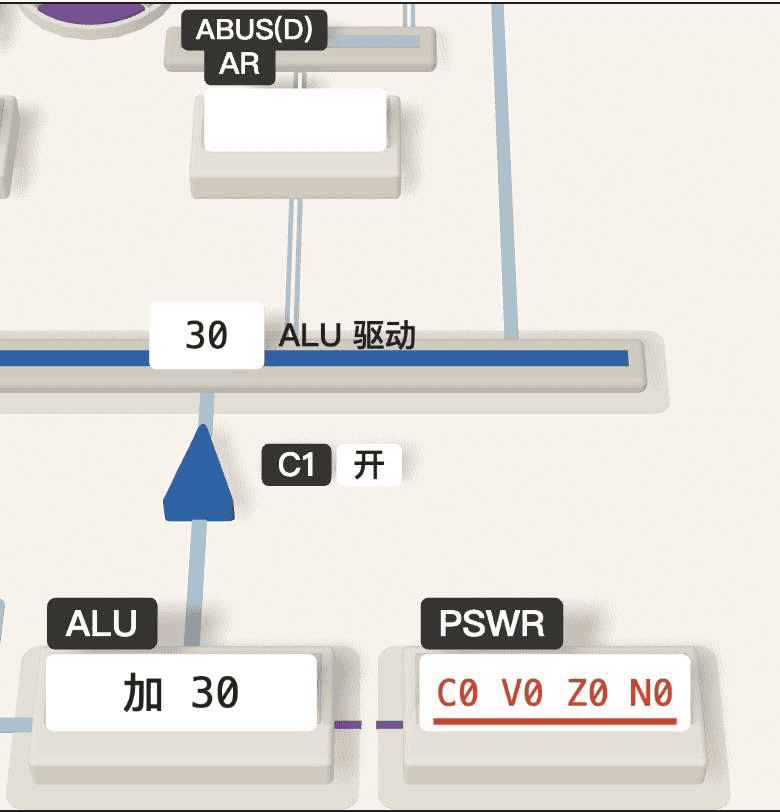 ABUS(D)
AR
30 ALU 驱动
C1 开
ALU
加 30
PSWR
C0 V0 Z0 N0